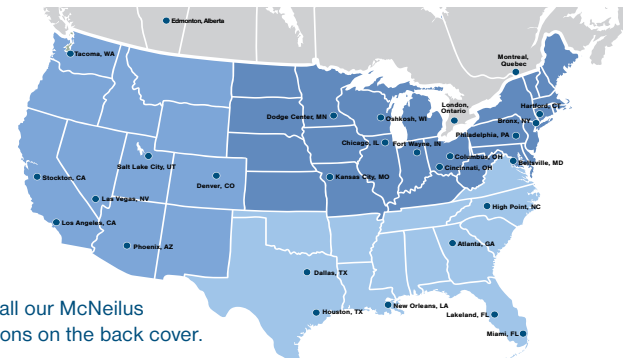 Edmonton, Alberta
Tacoma, WA
Montreal,
Quebec
London,
Ontario
Hartford, CT
Dodge Center, MN
Oshkosh, WI
Bronx, NY
Philadelphia, PA
Chicago, IL
Fort Wayne, IN
Columbus, OH
Beltsville, MD
Salt Lake City, UT
Cincinnati, OH
Stockton, CA
Denver, CO
Kansas City, MO
Las Vegas, NV
High Point, NC
Los Angeles, CA
Phoenix, AZ
Atlanta, GA
Dallas, TX
New Orleans, LA
Houston, TX
Lakeland, FL
Miami, FL
all our McNeilus
ons on the back cover.